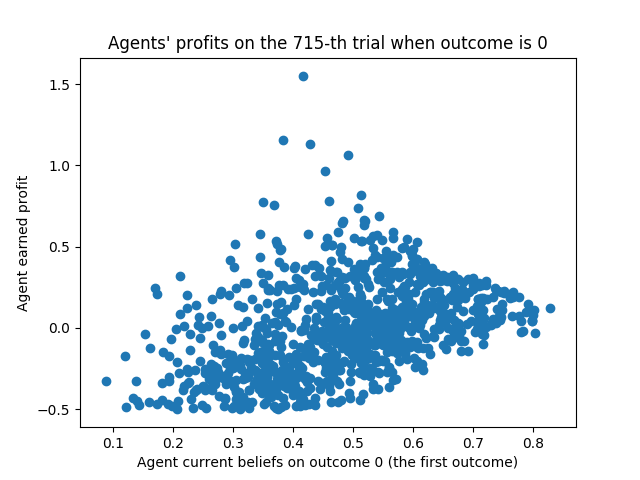 Agents' profits on the 715-th trial when outcome is 0
1.5
1.0
0.5
0.0
−0.5
Agent earned profit
0.1 0.2 0.3 0.4 0.5 0.6 0.7 0.8
Agent current beliefs on outcome 0 (the first outcome)